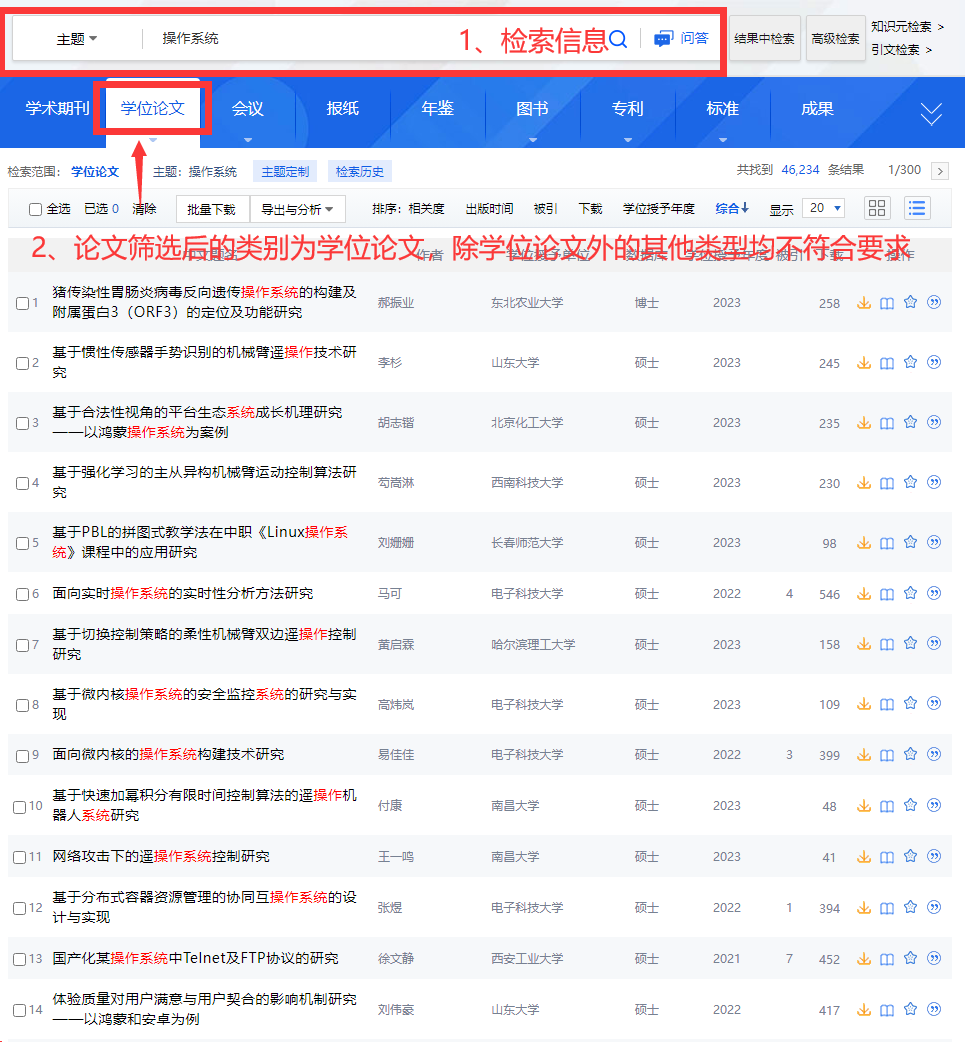 主题 操作系统 1、检索信息 问答 结果中检索 高级检索 知识元检索 >
引文检索 >
学术期刊 学位论文 会议 报纸 年鉴 图书 专利 标准 成果
检索范围: 学位论文 主题: 操作系统 主题定制 检索历史 共找到 46,234 条结果 1/300 >
全选 已选 0 清除 批量下载 导出与分析 排序: 相关度 出版时间 被引 下载 学位授予年度 综合 显示 20
2、论文筛选后的类别为学位论文，除学位论文外的其他类型均不符合要求
中文题名 作者 学位授予单位 数据库 学位授予年度 被引 下载 操作
1 猪传染性胃肠炎病毒反向遗传操作系统的构建及 郝振业 东北农业大学 博士 2023 258
附属蛋白3（ORF3）的定位及功能研究
2 基于惯性传感器手势识别的机械臂遥操作技术研 李杉 山东大学 硕士 2023 245
究
3 基于合法性视角的平台生态系统成长机理研究 胡志锴 北京化工大学 硕士 2023 235
——以鸿蒙操作系统为案例
4 基于强化学习的主从异构机械臂运动控制算法研 芶嵩淋 西南科技大学 硕士 2023 230
究
5 基于PBL的拼图式教学法在中职《Linux操作系 刘姗姗 长春师范大学 硕士 2023 98
统》课程中的应用研究
6 面向实时操作系统的实时性分析方法研究 马可 电子科技大学 硕士 2022 4 546
7 基于切换控制策略的柔性机械臂双边遥操作控制 黄启霖 哈尔滨理工大学 硕士 2023 158
研究
8 基于微内核操作系统的安全监控系统的研究与实 高炜岚 电子科技大学 硕士 2023 109
现
9 面向微内核的操作系统构建技术研究 易佳佳 电子科技大学 硕士 2022 3 399
10 基于快速加幂积分有限时间控制算法的遥操作机 付康 南昌大学 硕士 2023 48
器人系统研究
11 网络攻击下的遥操作系统控制研究 王一鸣 南昌大学 硕士 2023 41
12 基于分布式容器资源管理的协同互操作系统的设 张煜 电子科技大学 硕士 2022 1 394
计与实现
13 国产化某操作系统中Telnet及FTP协议的研究 徐文静 西安工业大学 硕士 2021 7 452
14 体验质量对用户满意与用户契合的影响机制研究 刘伟豪 山东大学 硕士 2022 417
——以鸿蒙和安卓为例